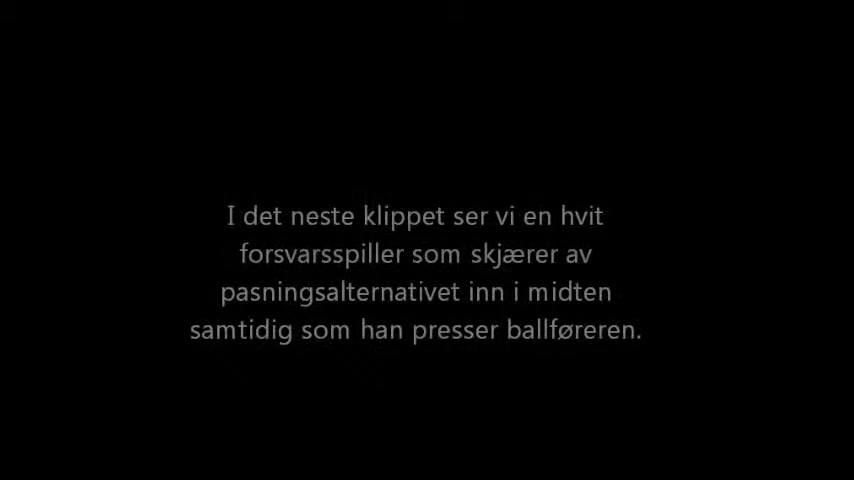 I det neste klippet ser vi en hvit
forsvarsspiller som skjærer av
pasningsalternativet inn i midten
samtidig som han presser ballføreren.